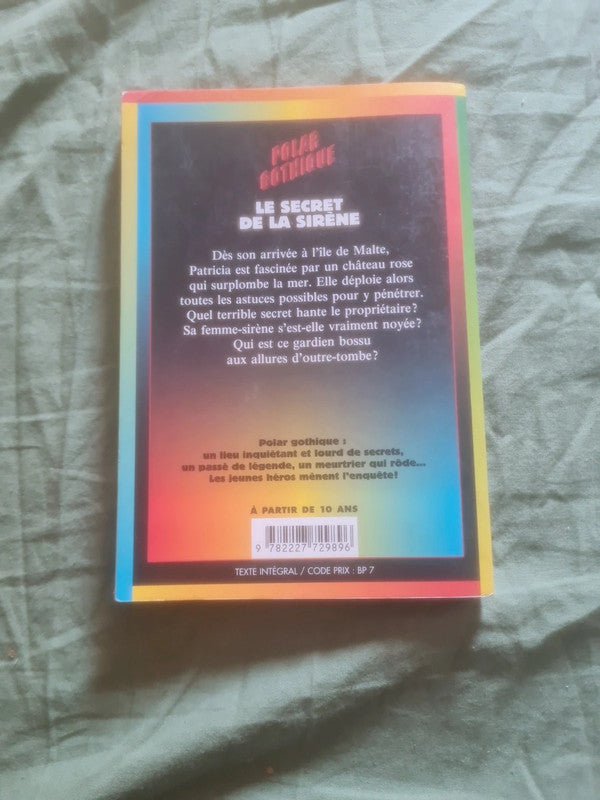 POLAR
GOTHIQUE
LE SECRET
DE LA SIRÈNE
Dès son arrivée à l'île de Malte,
Patricia est fascinée par un château rose
qui surplombe la mer. Elle déploie alors
toutes les astuces possibles pour y pénétrer.
Quel terrible secret hante le propriétaire?
Sa femme-sirène s'est-elle vraiment noyée?
Qui est ce gardien bossu
aux allures d'outre-tombe?
Polar gothique :
un lieu inquiétant et lourd de secrets,
un passé de légende, un meurtrier qui rôde...
Les jeunes héros mènent l'enquête!
À PARTIR DE 10 ANS
9 782227 729896
TEXTE INTÉGRAL / CODE PRIX : BP 7